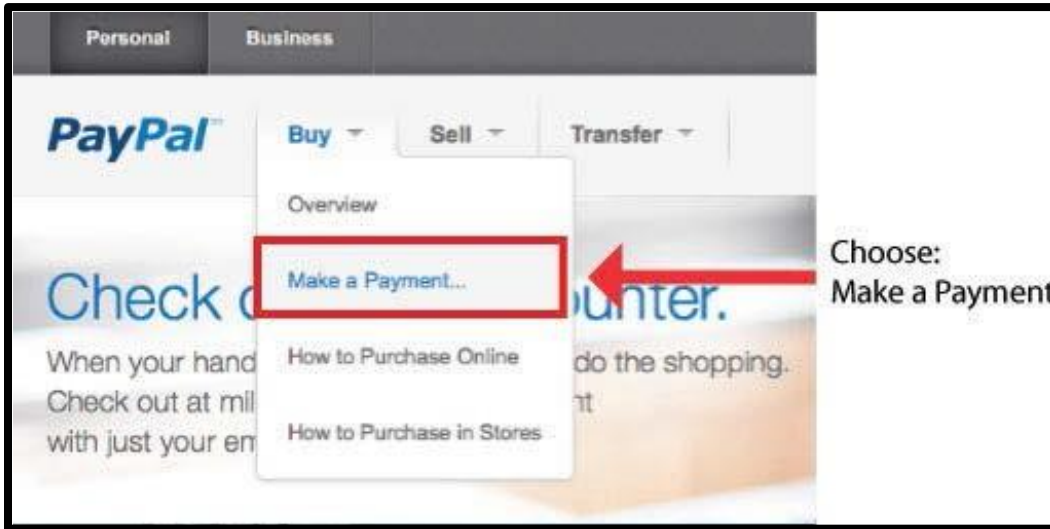 Personal Business
PayPal™ Buy Sell Transfer
Overview
Make a Payment...
Choose:
Make a Payment
Check unter.
When your hand How to Purchase Online do the shopping.
Check out at mil nt
with just your em How to Purchase in Stores